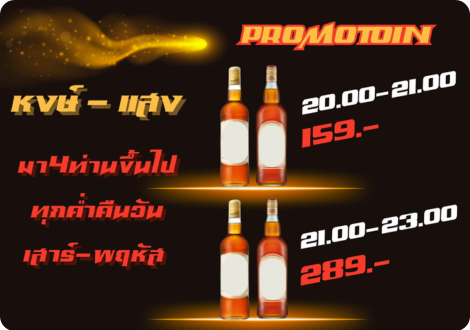 PROMOTOIN
หงษ์ - แสง
20.00-21.00
159.-
มา4ท่านขึ้นไป
ทุกค่ำคืนวัน
เสาร์-พฤหัส
21.00-23.00
289.-